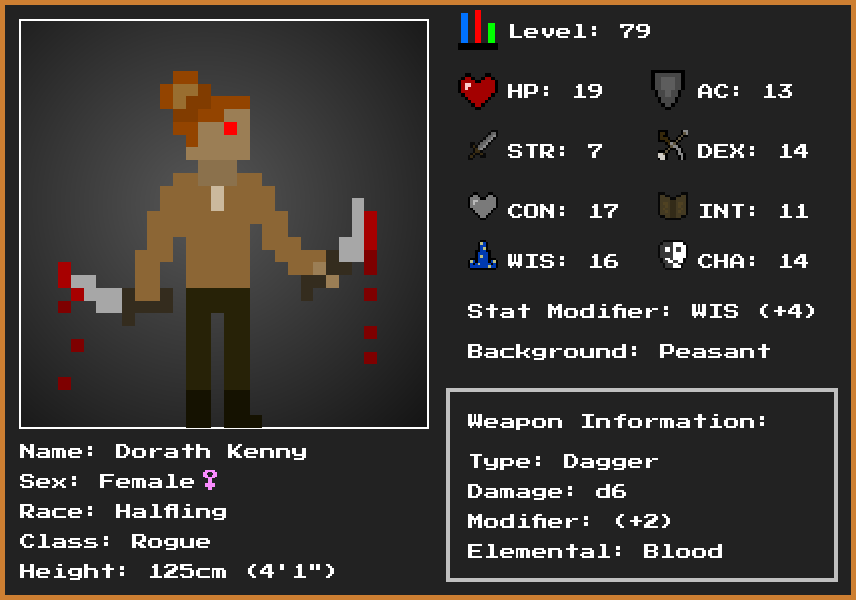 Level: 79
HP: 19 AC: 13
STR: 7 DEX: 14
CON: 17 INT: 11
WIS: 16 CHA: 14
Stat Modifier: WIS (+4)
Background: Peasant
Weapon Information:
Type: Dagger
Damage: d6
Modifier: (+2)
Elemental: Blood
Name: Dorath Kenny
Sex: Female♀
Race: Halfling
Class: Rogue
Height: 125cm (4'1")